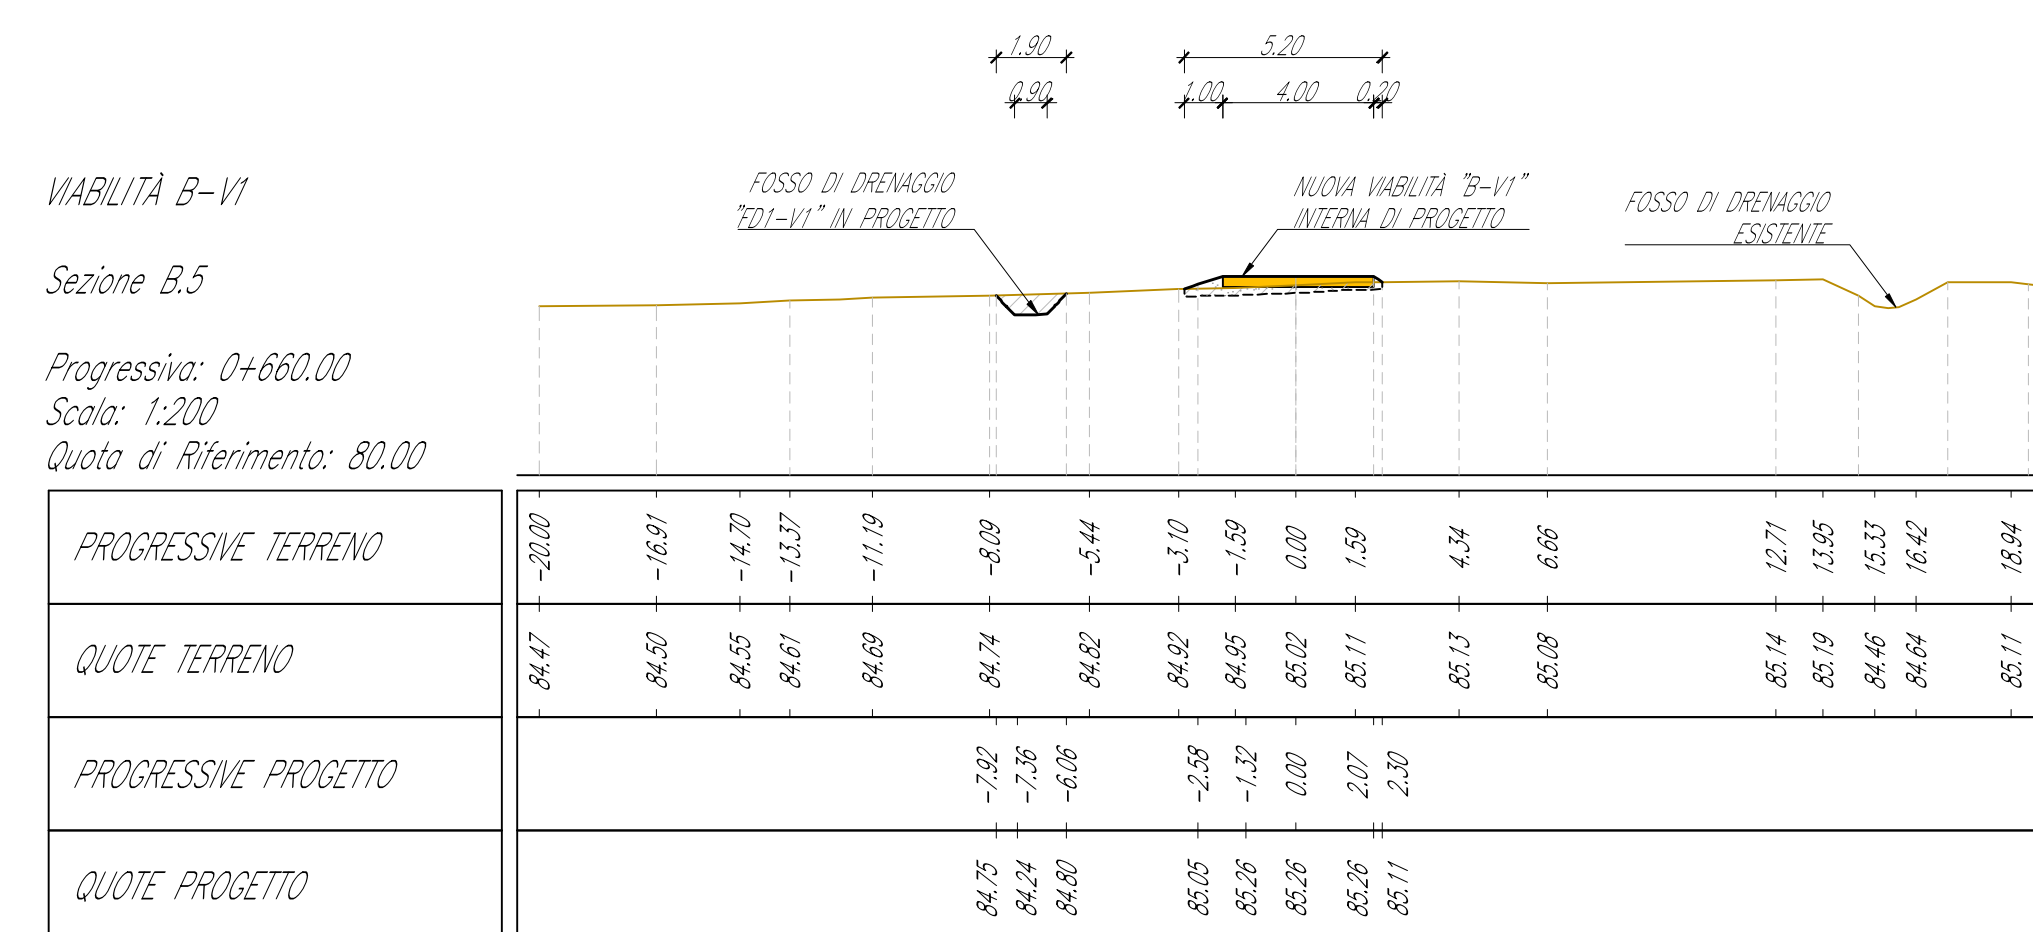 1.90
5.20
0.90
1.00 4.00 0.20
VIABILITÀ B-V1
FOSSO DI DRENAGGIO
"FD1-V1" IN PROGETTO
NUOVA VIABILITÀ "B-V1"
INTERNA DI PROGETTO
FOSSO DI DRENAGGIO
ESISTENTE
Sezione B.5
Progressiva: 0+660.00
Scala: 1:200
Quota di Riferimento: 80.00
PROGRESSIVE TERRENO -20.00 -16.91 -14.70 -13.37 -11.19 -8.09 -5.44 -3.10 -1.59 0.00 1.59 4.34 6.66 12.71 13.95 15.33 16.42 18.94
QUOTE TERRENO 84.47 84.50 84.55 84.61 84.69 84.74 84.82 84.92 84.95 85.02 85.11 85.13 85.08 85.14 85.19 84.46 84.64 85.11
PROGRESSIVE PROGETTO -7.92 -7.36 -6.06 -2.58 -1.32 0.00 2.07 2.30
QUOTE PROGETTO 84.75 84.24 84.80 85.05 85.26 85.26 85.26 85.11